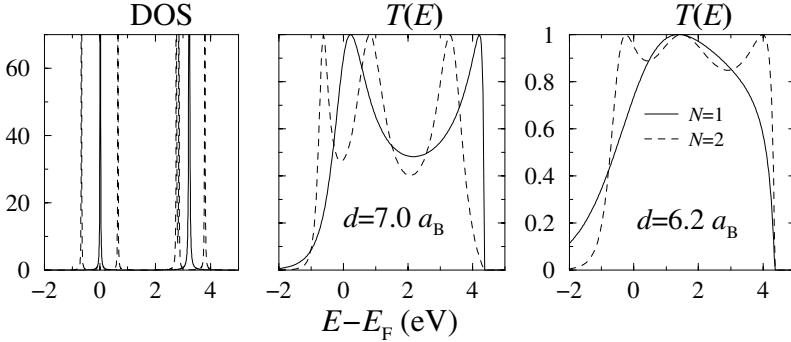 DOS
T(E)
T(E)
60
40
20
0
1
0.8
0.6
0.4
0.2
0
N=1
N=2
d=7.0 aB
d=6.2 aB
−2 0 2 4
−2 0 2 4
−2 0 2 4
E−EF (eV)